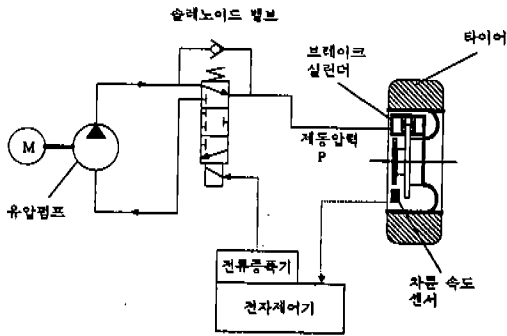 솔레노이드 밸브
타이어
브레이크
실린더
제동압력
P
M
유압펌프
전류증폭기
전자제어기
차륜 속도
센서